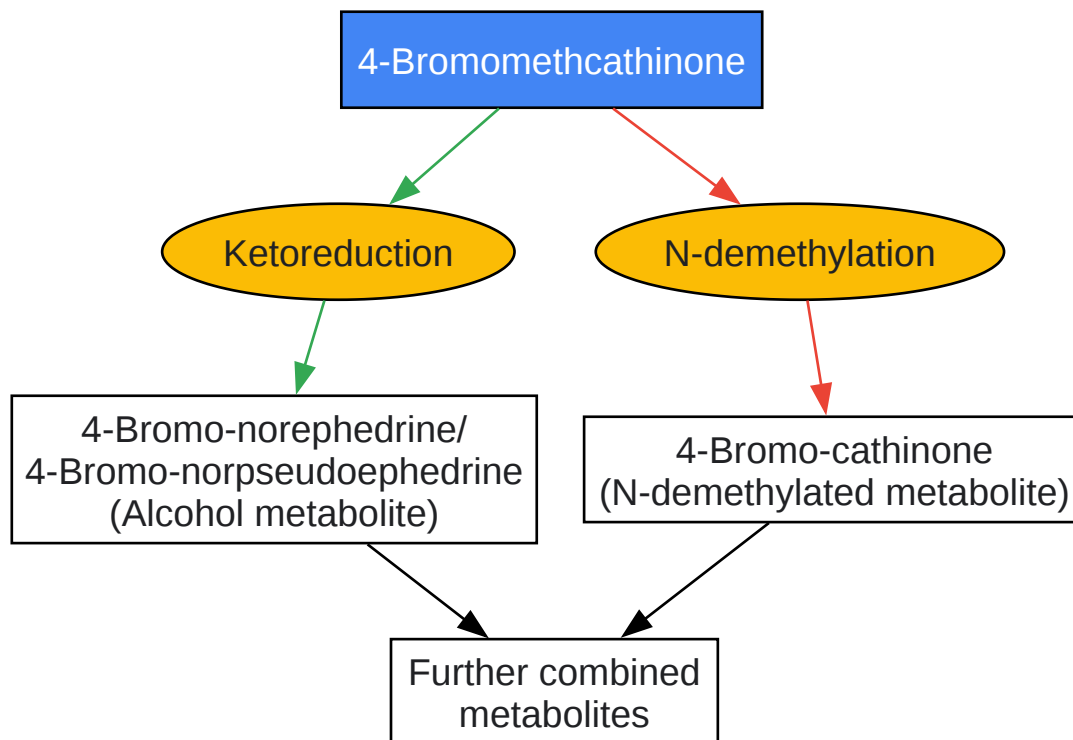 4-Bromomethcathinone
Ketoreduction
N-demethylation
4-Bromo-norephedrine/
4-Bromo-norpseudoephedrine
(Alcohol metabolite)
4-Bromo-cathinone
(N-demethylated metabolite)
Further combined
metabolites